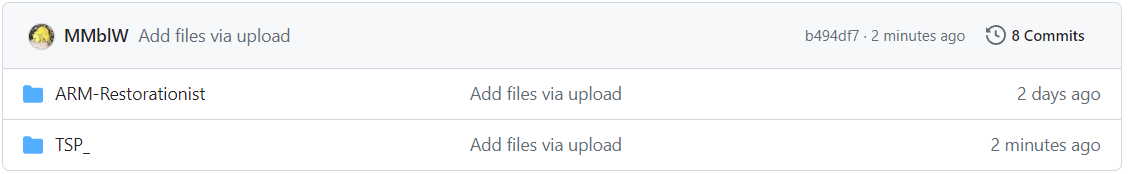 MMblW Add files via upload b494df7 · 2 minutes ago 8 Commits
ARM-Restorationist Add files via upload 2 days ago
TSP_ Add files via upload 2 minutes ago